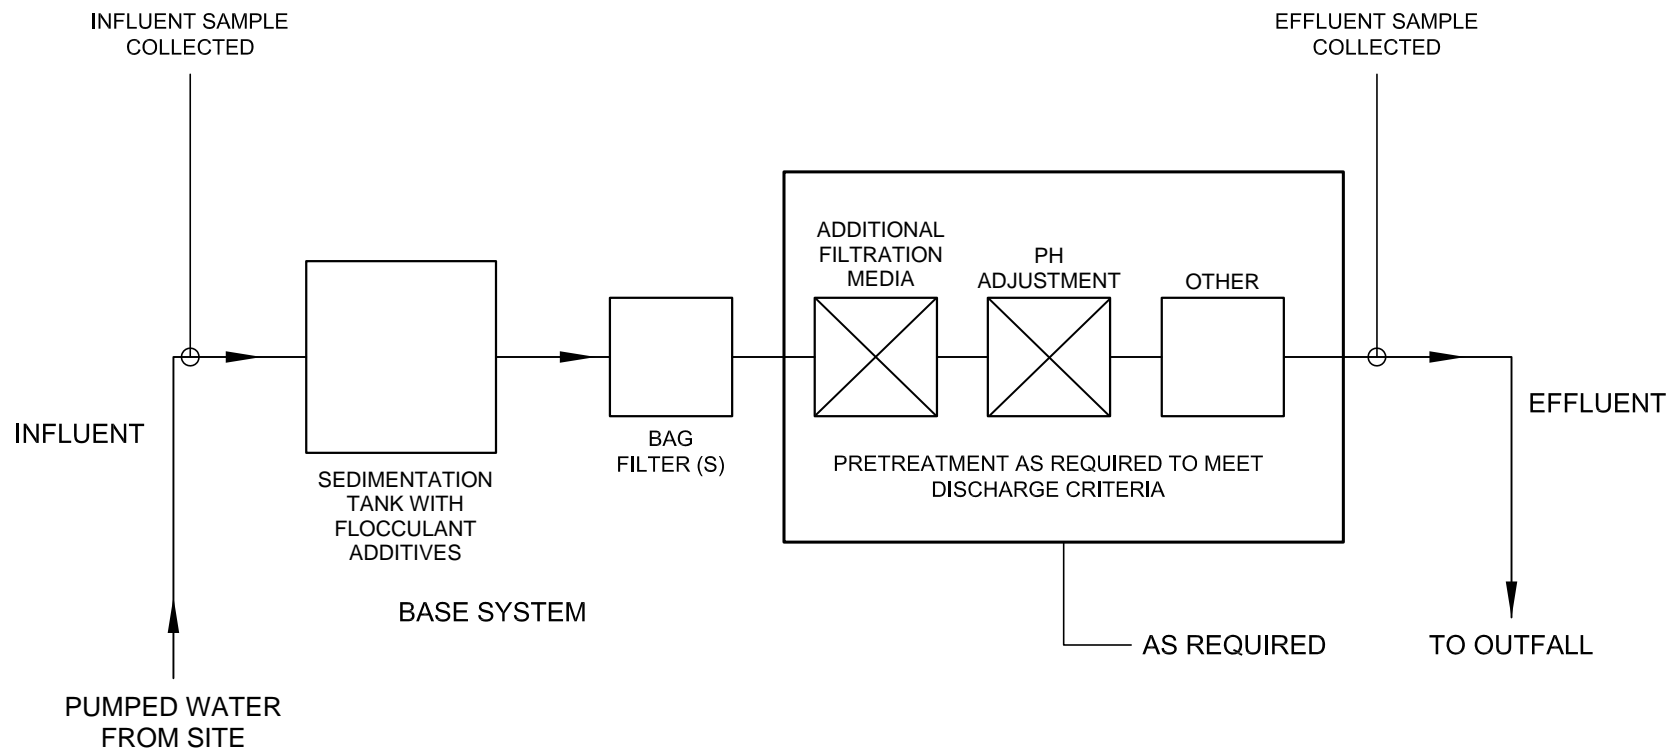 INFLUENT SAMPLE
COLLECTED
EFFLUENT SAMPLE
COLLECTED
ADDITIONAL
FILTRATION
MEDIA
PH
ADJUSTMENT
OTHER
INFLUENT
EFFLUENT
SEDIMENTATION
TANK WITH
FLOCCULANT
ADDITIVES
BAG
FILTER (S)
PRETREATMENT AS REQUIRED TO MEET
DISCHARGE CRITERIA
BASE SYSTEM
AS REQUIRED
TO OUTFALL
PUMPED WATER
FROM SITE